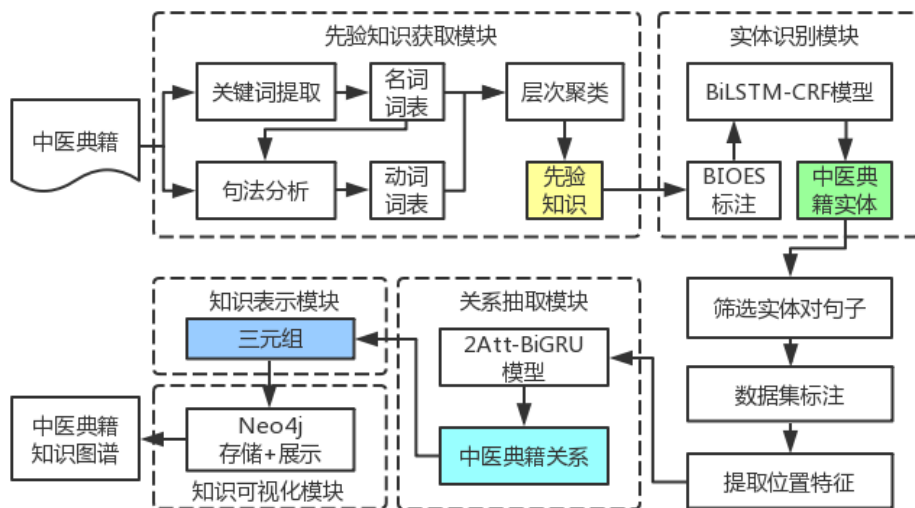 先验知识获取模块
实体识别模块
中医典籍
关键词提取
名词
词表
层次聚类
BiLSTM-CRF模型
句法分析
动词
词表
先验
知识
BIOES
标注
中医典
籍实体
知识表示模块
三元组
关系抽取模块
2Att-BiGRU
模型
筛选实体对句子
数据集标注
中医典籍
知识图谱
Neo4j
存储+展示
知识可视化模块
中医典籍关系
提取位置特征